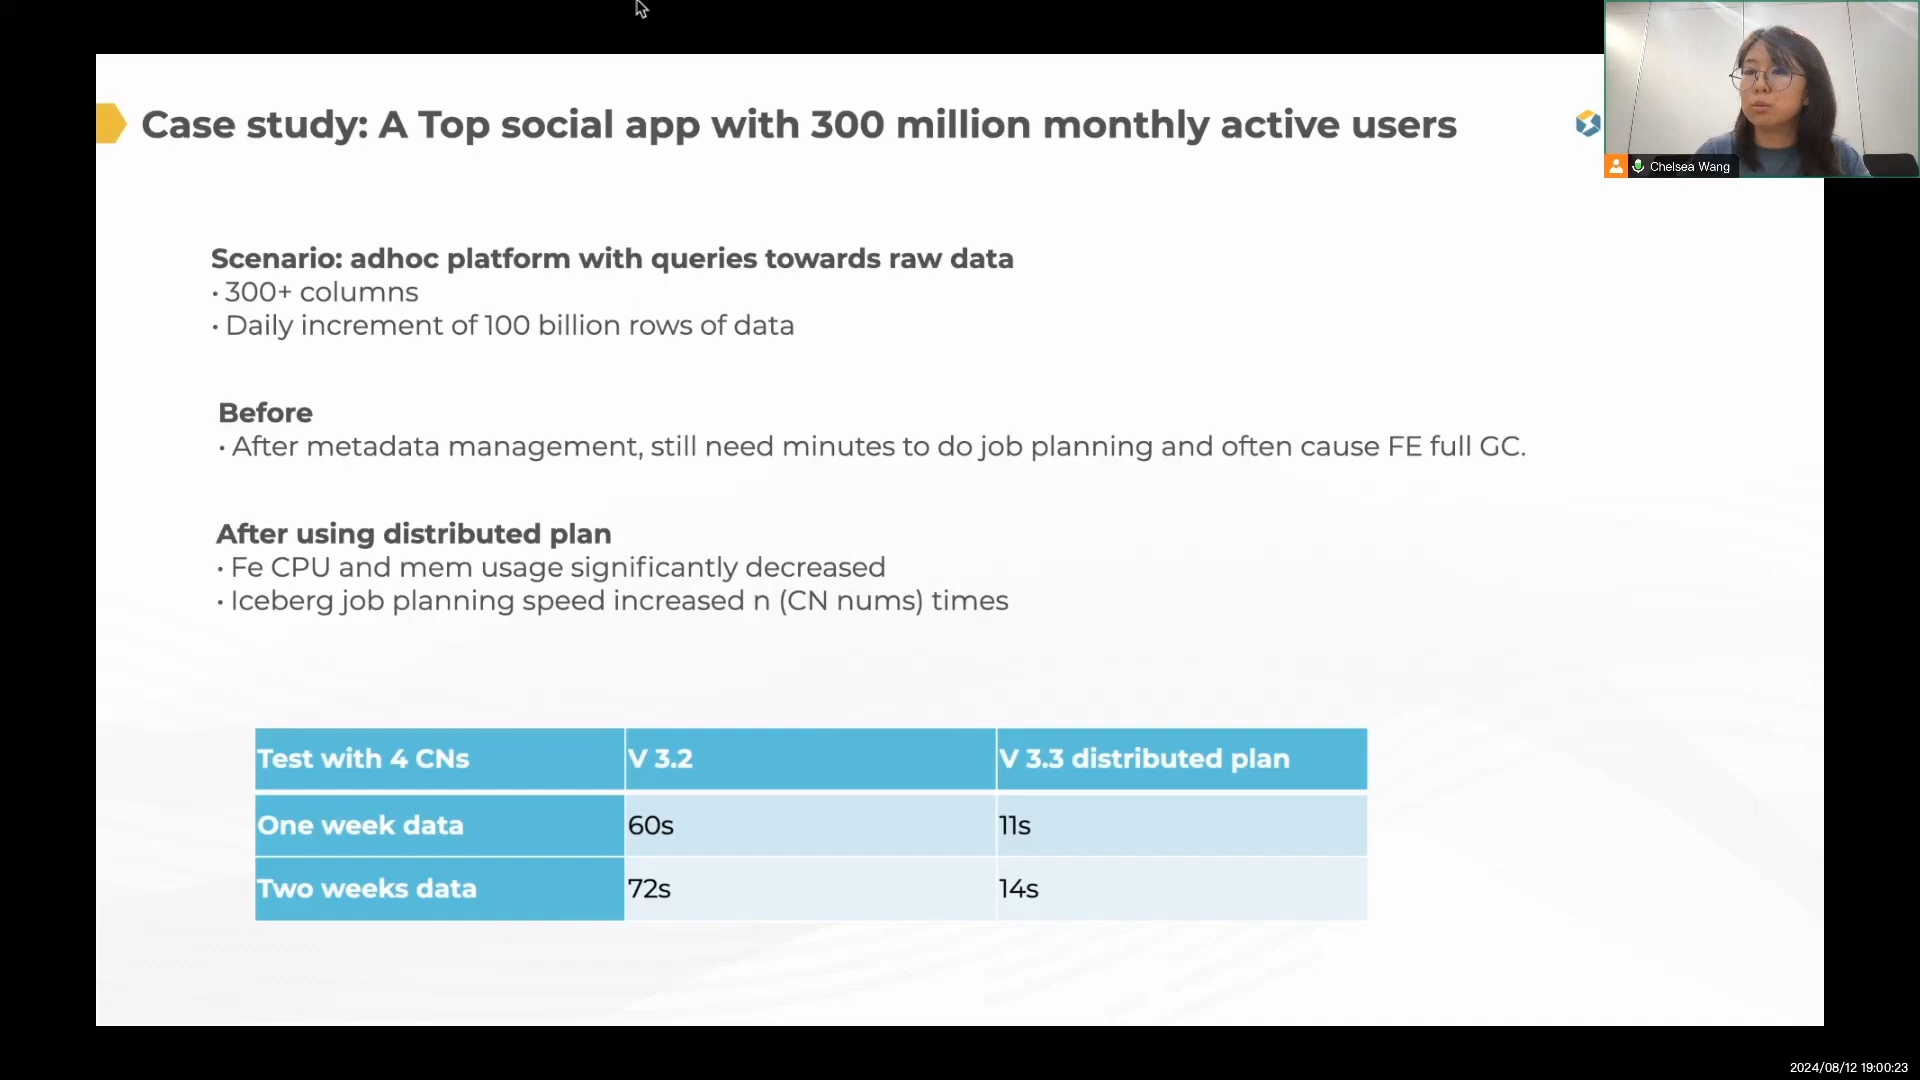 Case study: A Top social app with 300 million monthly active users
Chelsea Wang
Scenario: adhoc platform with queries towards raw data
• 300+ columns
• Daily increment of 100 billion rows of data
Before
• After metadata management, still need minutes to do job planning and often cause FE full GC.
After using distributed plan
• Fe CPU and mem usage significantly decreased
• Iceberg job planning speed increased n (CN nums) times
Test with 4 CNs V 3.2 V 3.3 distributed plan
One week data 60s 11s
Two weeks data 72s 14s
2024/08/12 19:00:23